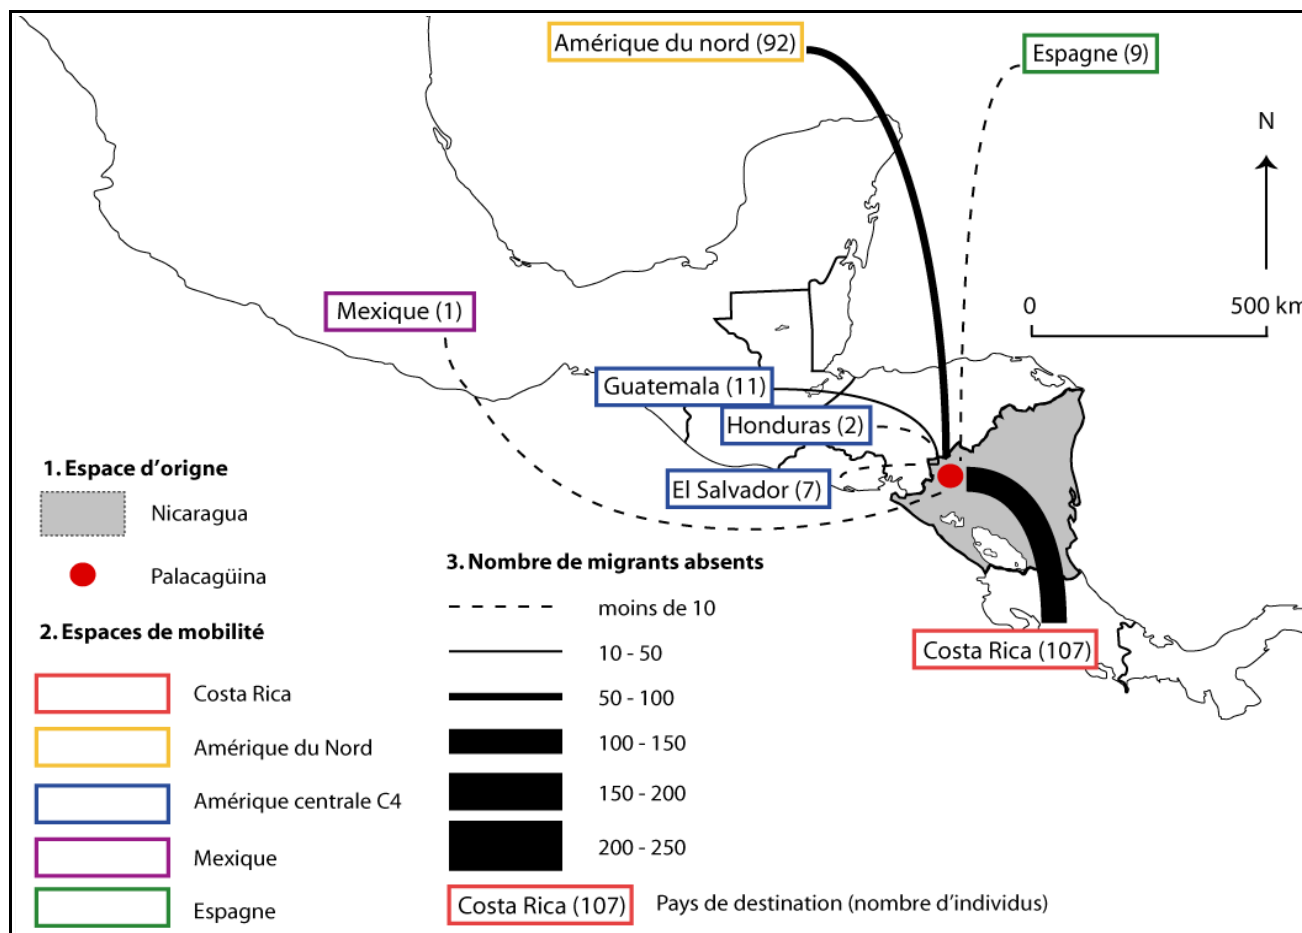 Amérique du nord (92)
Espagne (9)
N
0
500 km
Mexique (1)
Guatemala (11)
Honduras (2)
El Salvador (7)
Costa Rica (107)
1. Espace d'origne
Nicaragua
Palacagüina
2. Espaces de mobilité
Costa Rica
Amérique du Nord
Amérique centrale C4
Mexique
Espagne
3. Nombre de migrants absents
moins de 10
10 - 50
50 - 100
100 - 150
150 - 200
200 - 250
Costa Rica (107)
Pays de destination (nombre d'individus)